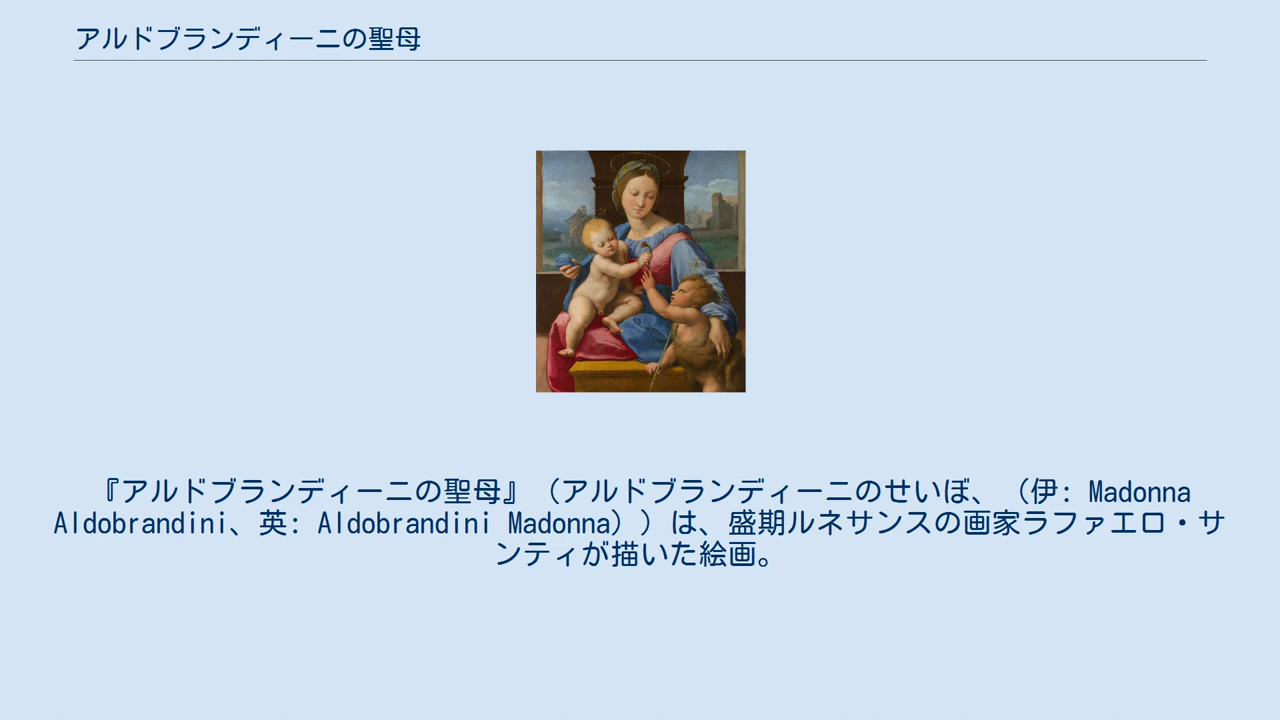 アルドブランディーニの聖母
『アルドブランディーニの聖母』（アルドブランディーニのせいぼ、（伊: Madonna
Aldobrandini、英: Aldobrandini Madonna））は、盛期ルネサンスの画家ラファエロ・サ
ンティが描いた絵画。